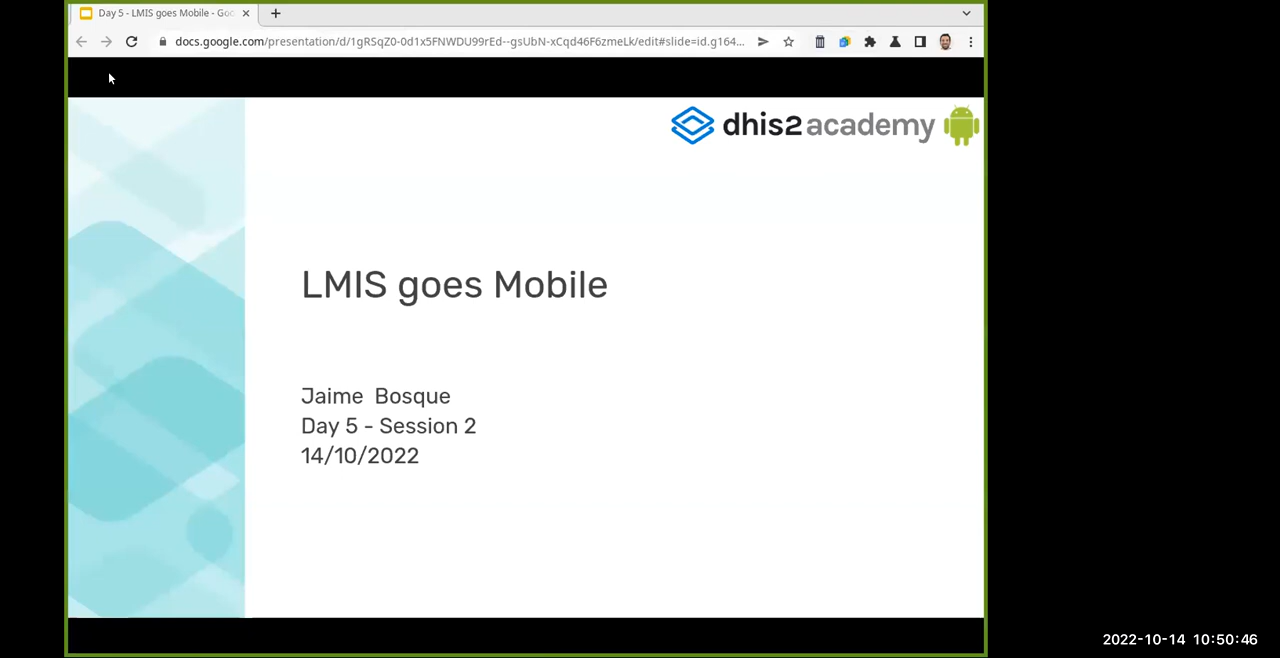 Day 5 - LMIS goes Mobile - Goo
docs.google.com/presentation/d/1gRSqZ0-0d1x5FNWDU99rEd--gsUbN-xCqd46F6zmeLk/edit#slide=id.g164...
dhis2 academy
LMIS goes Mobile
Jaime Bosque
Day 5 - Session 2
14/10/2022
2022-10-14 10:50:46